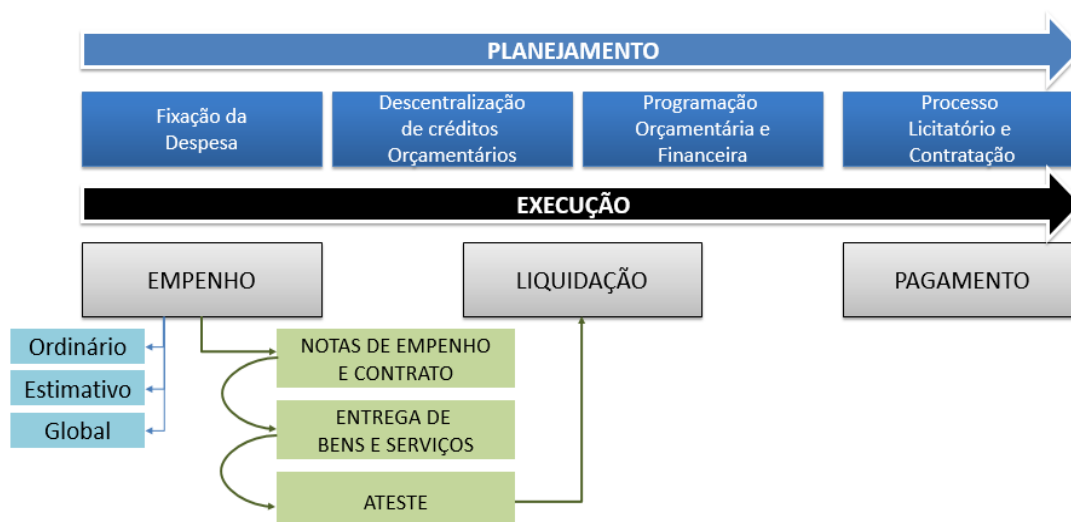 PLANEJAMENTO
Fixação da
Despesa
Descentralização
de créditos
Orçamentários
Programação
Orçamentária e
Financeira
Processo
Licitatório e
Contratação
EXECUÇÃO
EMPENHO
LIQUIDAÇÃO
PAGAMENTO
Ordinário
Estimativo
Global
NOTAS DE EMPENHO
E CONTRATO
ENTREGA DE
BENS E SERVIÇOS
ATESTE